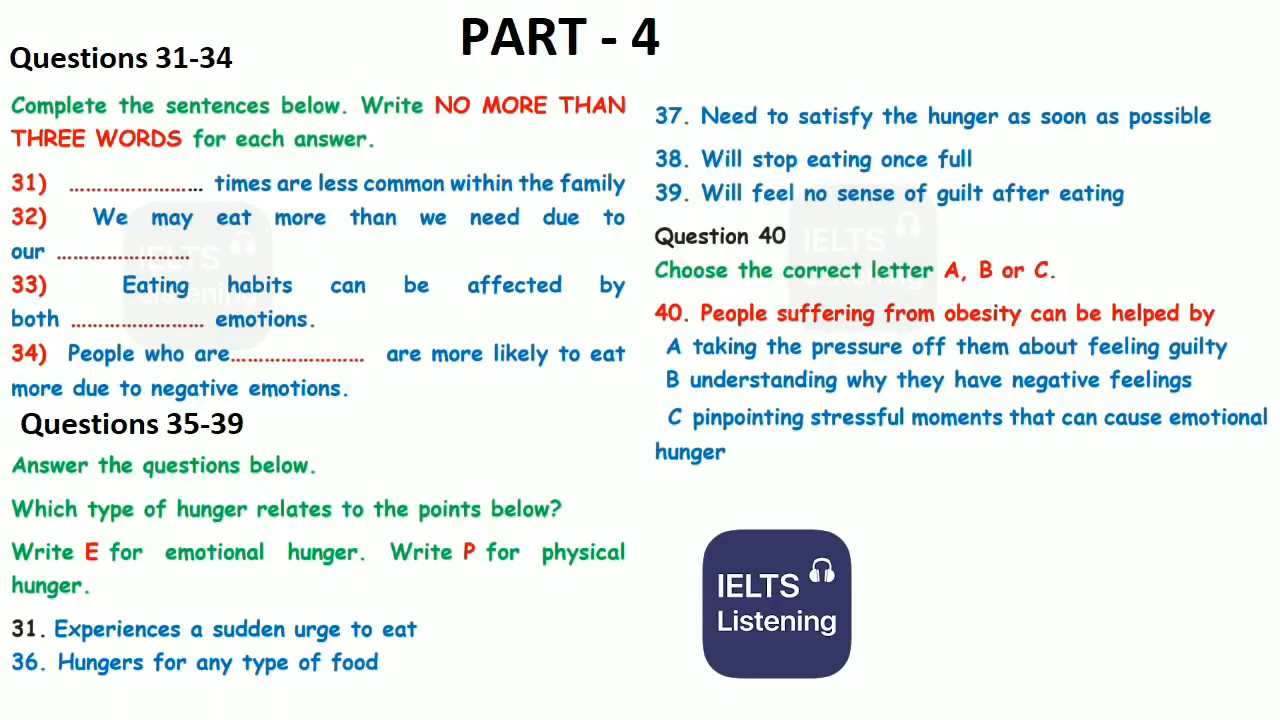 PART - 4
Questions 31-34
Complete the sentences below. Write NO MORE THAN
THREE WORDS for each answer.
31) ........................ times are less common within the family
32) We may eat more than we need due to
our ........................
33) Eating habits can be affected by
both ........................ emotions.
34) People who are........................ are more likely to eat
more due to negative emotions.
Questions 35-39
Answer the questions below.
Which type of hunger relates to the points below?
Write E for emotional hunger. Write P for physical
hunger.
31. Experiences a sudden urge to eat
36. Hungers for any type of food
37. Need to satisfy the hunger as soon as possible
38. Will stop eating once full
39. Will feel no sense of guilt after eating
Question 40
Choose the correct letter A, B or C.
40. People suffering from obesity can be helped by
A taking the pressure off them about feeling guilty
B understanding why they have negative feelings
C pinpointing stressful moments that can cause emotional
hunger
IELTS
Listening
IELTS
Listening
IELTS
Listening